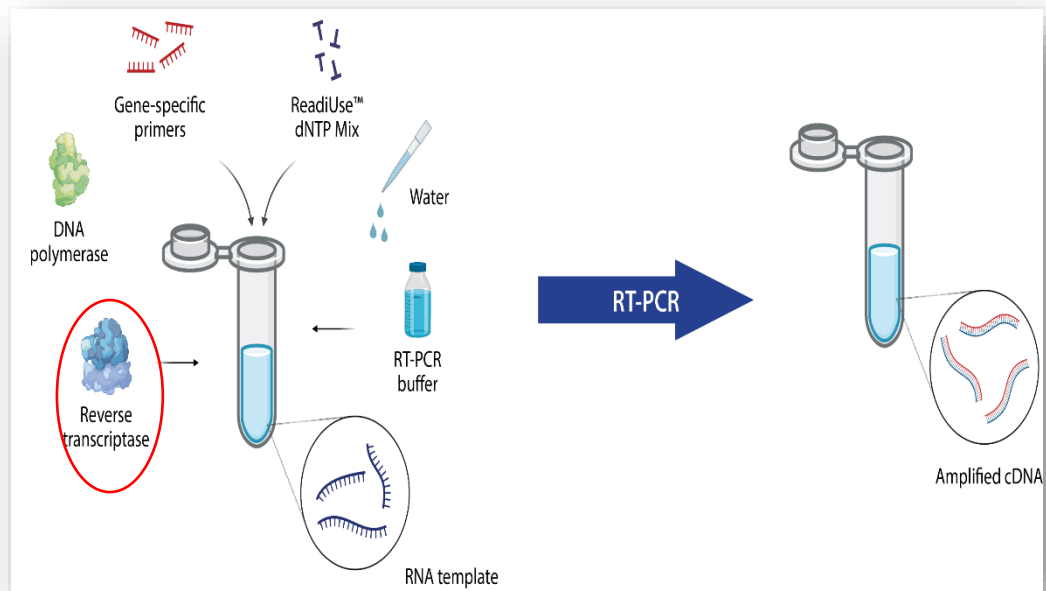 Gene-specific
primers
ReadiUse™
dNTP Mix
DNA
polymerase
Water
Reverse
transcriptase
RT-PCR
buffer
RNA template
RT-PCR
Amplified cDNA